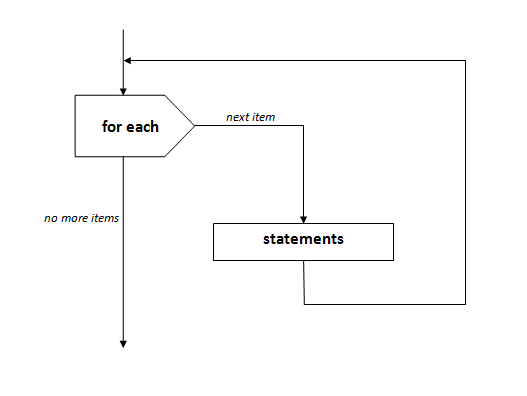 for each
next item
no more items
statements